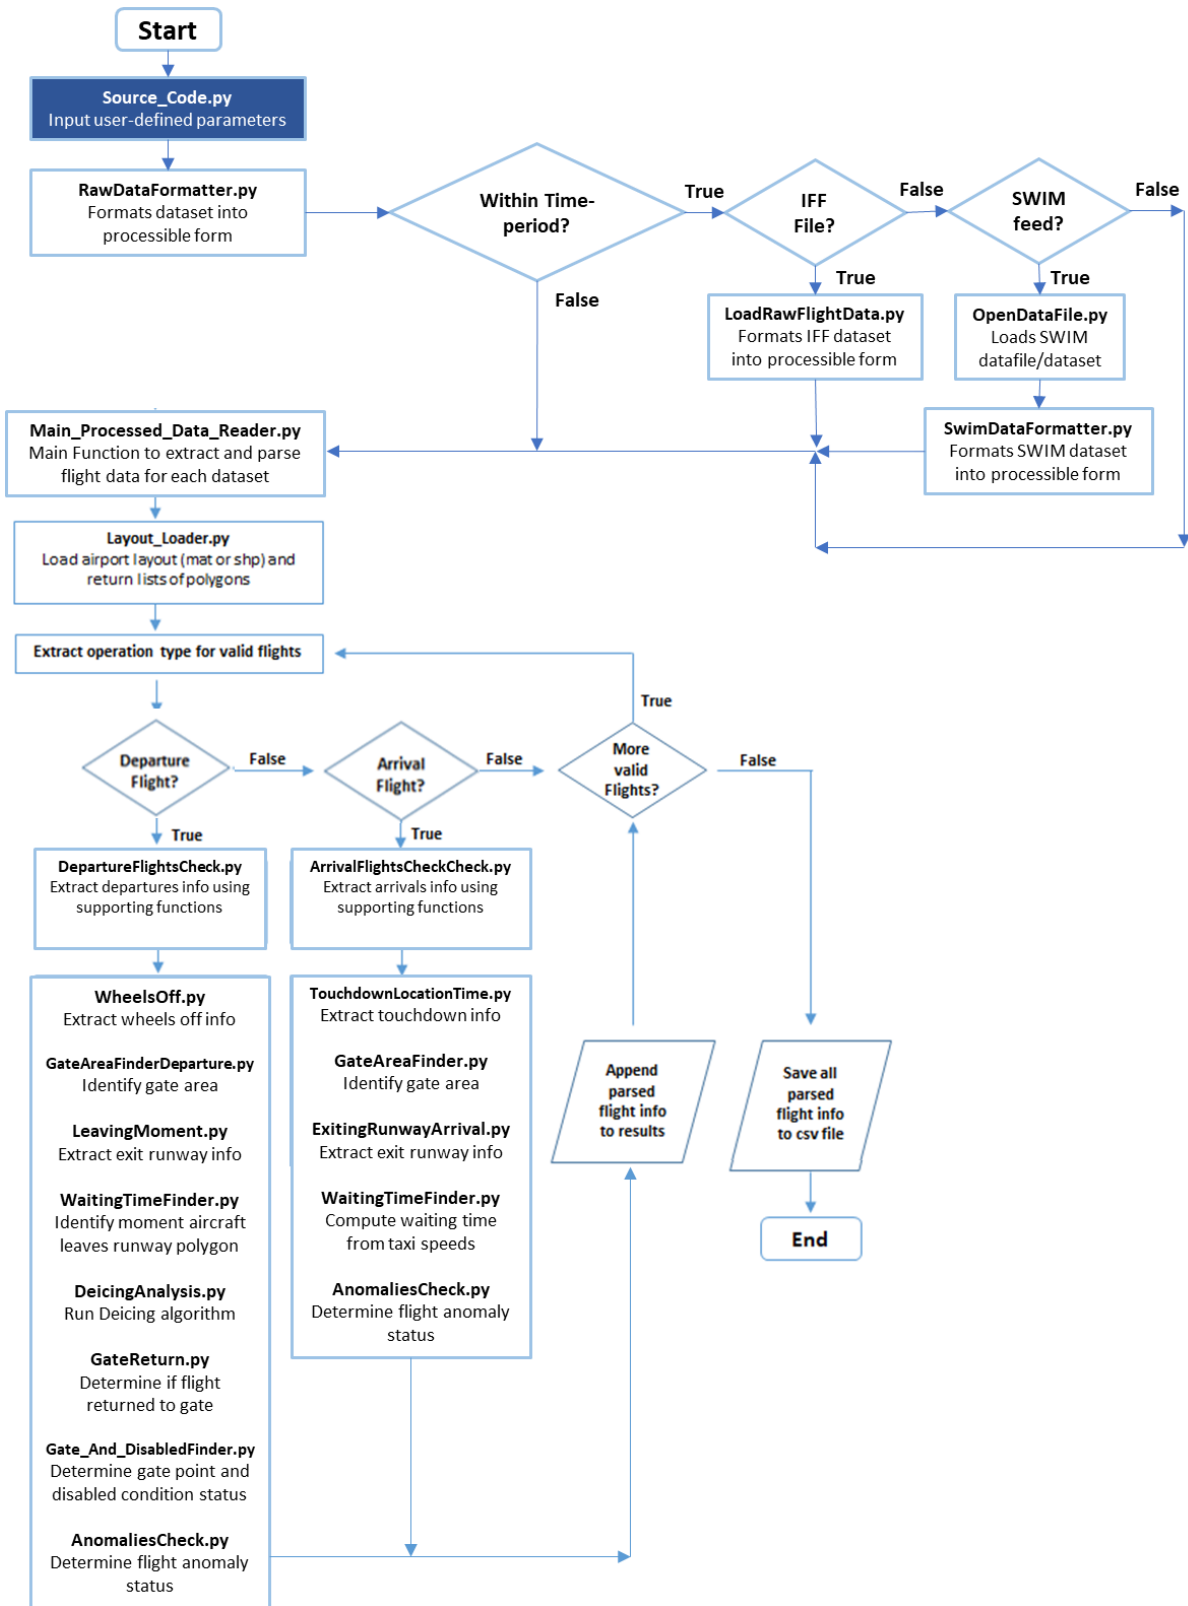 Start
Source_Code.py
Input user-defined parameters
RawDataFormatter.py
Formats dataset into
processible form
Within Time-
period?
True
False
IFF
File?
False
True
SWIM
feed?
False
True
LoadRawFlightData.py
Formats IFF dataset
into processible form
OpenDataFile.py
Loads SWIM
datafile/dataset
SwimDataFormatter.py
Formats SWIM dataset
into processible form
Main_Processed_Data_Reader.py
Main Function to extract and parse
flight data for each dataset
Layout_Loader.py
Load airport layout (mat or shp) and
return lists of polygons
Extract operation type for valid flights
Departure
Flight?
False
True
Arrival
Flight?
False
True
More
valid
Flights?
True
False
DepartureFlightsCheck.py
Extract departures info using
supporting functions
ArrivalFlightsCheckCheck.py
Extract arrivals info using
supporting functions
WheelsOff.py
Extract wheels off info
GateAreaFinderDeparture.py
Identify gate area
LeavingMoment.py
Extract exit runway info
WaitingTimeFinder.py
Identify moment aircraft
leaves runway polygon
DeicingAnalysis.py
Run Deicing algorithm
GateReturn.py
Determine if flight
returned to gate
Gate_And_DisabledFinder.py
Determine gate point and
disabled condition status
AnomaliesCheck.py
Determine flight anomaly
status
TouchdownLocationTime.py
Extract touchdown info
GateAreaFinder.py
Identify gate area
ExitingRunwayArrival.py
Extract exit runway info
WaitingTimeFinder.py
Compute waiting time
from taxi speeds
AnomaliesCheck.py
Determine flight anomaly
status
Append
parsed
flight info
to results
Save all
parsed
flight info
to csv file
End